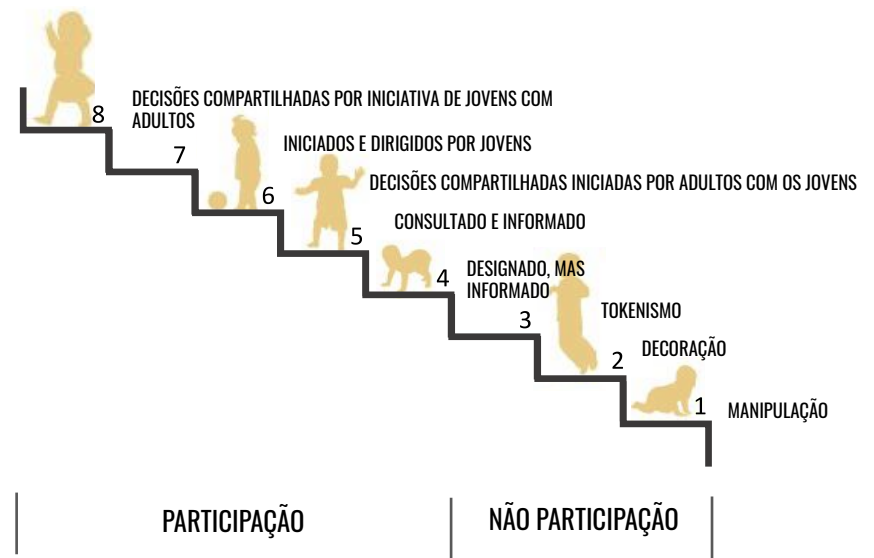 8
DECISÕES COMPARTILHADAS POR INICIATIVA DE JOVENS COM
ADULTOS
7
INICIADOS E DIRIGIDOS POR JOVENS
6
DECISÕES COMPARTILHADAS INICIADAS POR ADULTOS COM OS JOVENS
5
CONSULTADO E INFORMADO
4
DESIGNADO, MAS
INFORMADO
3
TOKENISMO
2
DECORAÇÃO
1
MANIPULAÇÃO
PARTICIPAÇÃO
NÃO PARTICIPAÇÃO